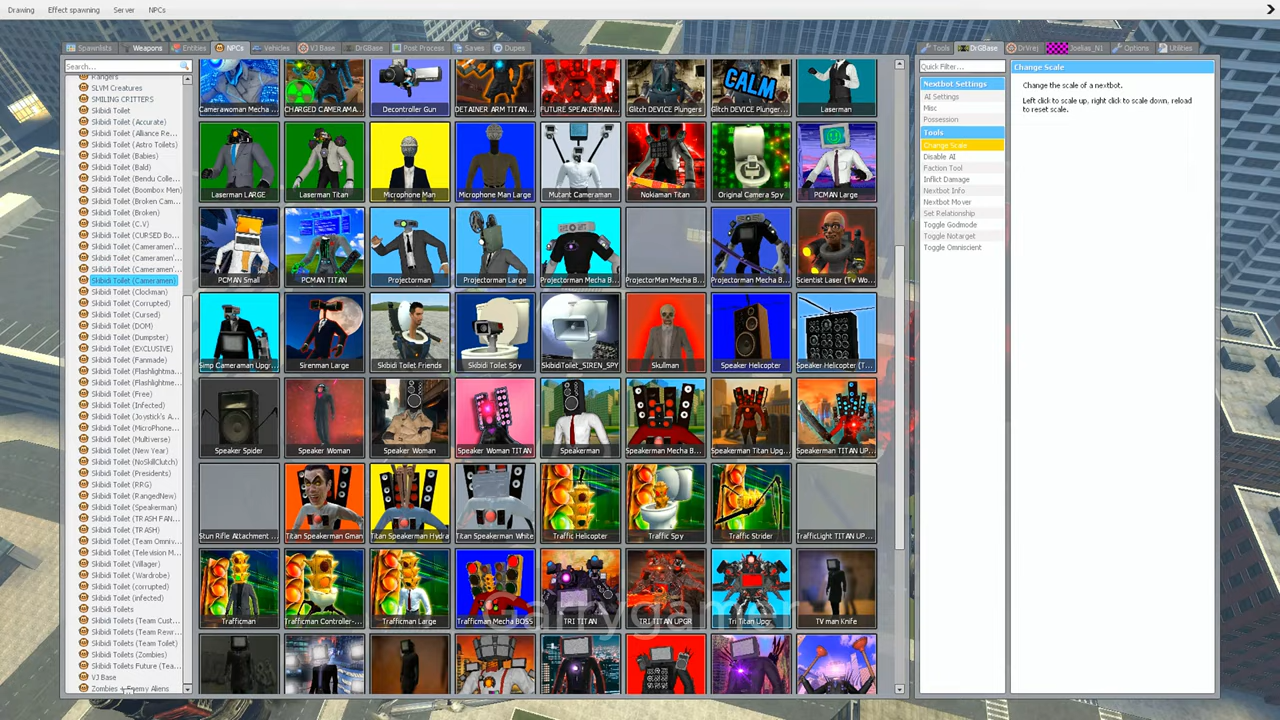 Drawing Effect spawning Server NPCs
Spawnlists Weapons Entities NPCs Vehicles VJ Base DrGBase Post Process Saves Dupes
Tools DrGBase DrVrej Joelias_N1 Options Utilities
Search...
Rangers
SLVM Creatures
SMILING CRITTERS
Skibidi Toilet
Skibidi Toilet (Accurate)
Skibidi Toilet (Alliance Re...
Skibidi Toilet (Astro Toilets)
Skibidi Toilet (Babies)
Skibidi Toilet (Bald)
Skibidi Toilet (Bendu Colle...
Skibidi Toilet (Boombox Men)
Skibidi Toilet (Broken Cam...
Skibidi Toilet (Broken)
Skibidi Toilet (C.V)
Skibidi Toilet (CURSED Bo...
Skibidi Toilet (Cameramen'...
Skibidi Toilet (Cameramen'...
Skibidi Toilet (Cameramen'...
Skibidi Toilet (Cameramen)
Skibidi Toilet (Clockman)
Skibidi Toilet (Corrupted)
Skibidi Toilet (Cursed)
Skibidi Toilet (DOM)
Skibidi Toilet (Dumpster)
Skibidi Toilet (EXCLUSIVE)
Skibidi Toilet (Fanmade)
Skibidi Toilet (Flashlightma...
Skibidi Toilet (Flashlightme...
Skibidi Toilet (Free)
Skibidi Toilet (Infected)
Skibidi Toilet (Joystick's A...
Skibidi Toilet (MicroPhone...
Skibidi Toilet (Multiverse)
Skibidi Toilet (New Year)
Skibidi Toilet (NoSkillClutch)
Skibidi Toilet (Presidents)
Skibidi Toilet (RRG)
Skibidi Toilet (RangedNew)
Skibidi Toilet (Speakerman)
Skibidi Toilet (TRASH FAN...
Skibidi Toilet (TRASH)
Skibidi Toilet (Team Omniv...
Skibidi Toilet (Television M...
Skibidi Toilet (Villager)
Skibidi Toilet (Wardrobe)
Skibidi Toilet (corrupted)
Skibidi Toilet (infected)
Skibidi Toilets
Skibidi Toilets (Team Cust...
Skibidi Toilets (Team Rewr...
Skibidi Toilets (Team Toilet)
Skibidi Toilets (Zombies)
Skibidi Toilets Future (Tea...
VJ Base
Zombies + Enemy Aliens
CALM
Camerawoman Mecha ... CHARGED CAMERAMA... Decontroller Gun DETAINER ARM TITAN... FUTURE SPEAKERMAN... Glitch DEVICE Plungers Glitch DEVICE Plunger... Laserman
Laserman LARGE Laserman Titan Microphone Man Microphone Man Large Mutant Cameraman Nokiaman Titan Original Camera Spy PCMAN Large
PCMAN Small PCMAN TITAN Projectorman Projectorman Large Projectorman Mecha B... ProjectorMan Mecha B... Projectorman Mecha B... Scientist Laser (Tv Wo...
Simp Cameraman Upgr... Sirenman Large Skibidi Toilet Friends Skibidi Toilet Spy SkibidiToilet_SIREN_SPY Skullman Speaker Helicopter Speaker Helicopter (T...
Speaker Spider Speaker Woman Speaker Woman Speaker Woman TITAN Speakerman Speakerman Mecha B... Speakerman Titan Upg... Speakerman TITAN UP...
Stun Rifle Attachment ... Titan Speakerman Gman Titan Speakerman Hydra Titan Speakerman White Traffic Helicopter Traffic Spy Traffic Strider TrafficLight TITAN UP...
Trafficman Trafficman Controller-... Trafficman Large Trafficman Mecha BOSS TRI TITAN TRI TITAN UPGR Tri Titan Upgr. TV man Knife
Garrygamer
Quick Filter...
Nextbot Settings
AI Settings
Misc
Possession
Tools
Change Scale
Disable AI
Faction Tool
Inflict Damage
Nextbot Info
Nextbot Mover
Set Relationship
Toggle Godmode
Toggle Notarget
Toggle Omniscient
Change Scale
Change the scale of a nextbot.
Left click to scale up, right click to scale down, reload
to reset scale.